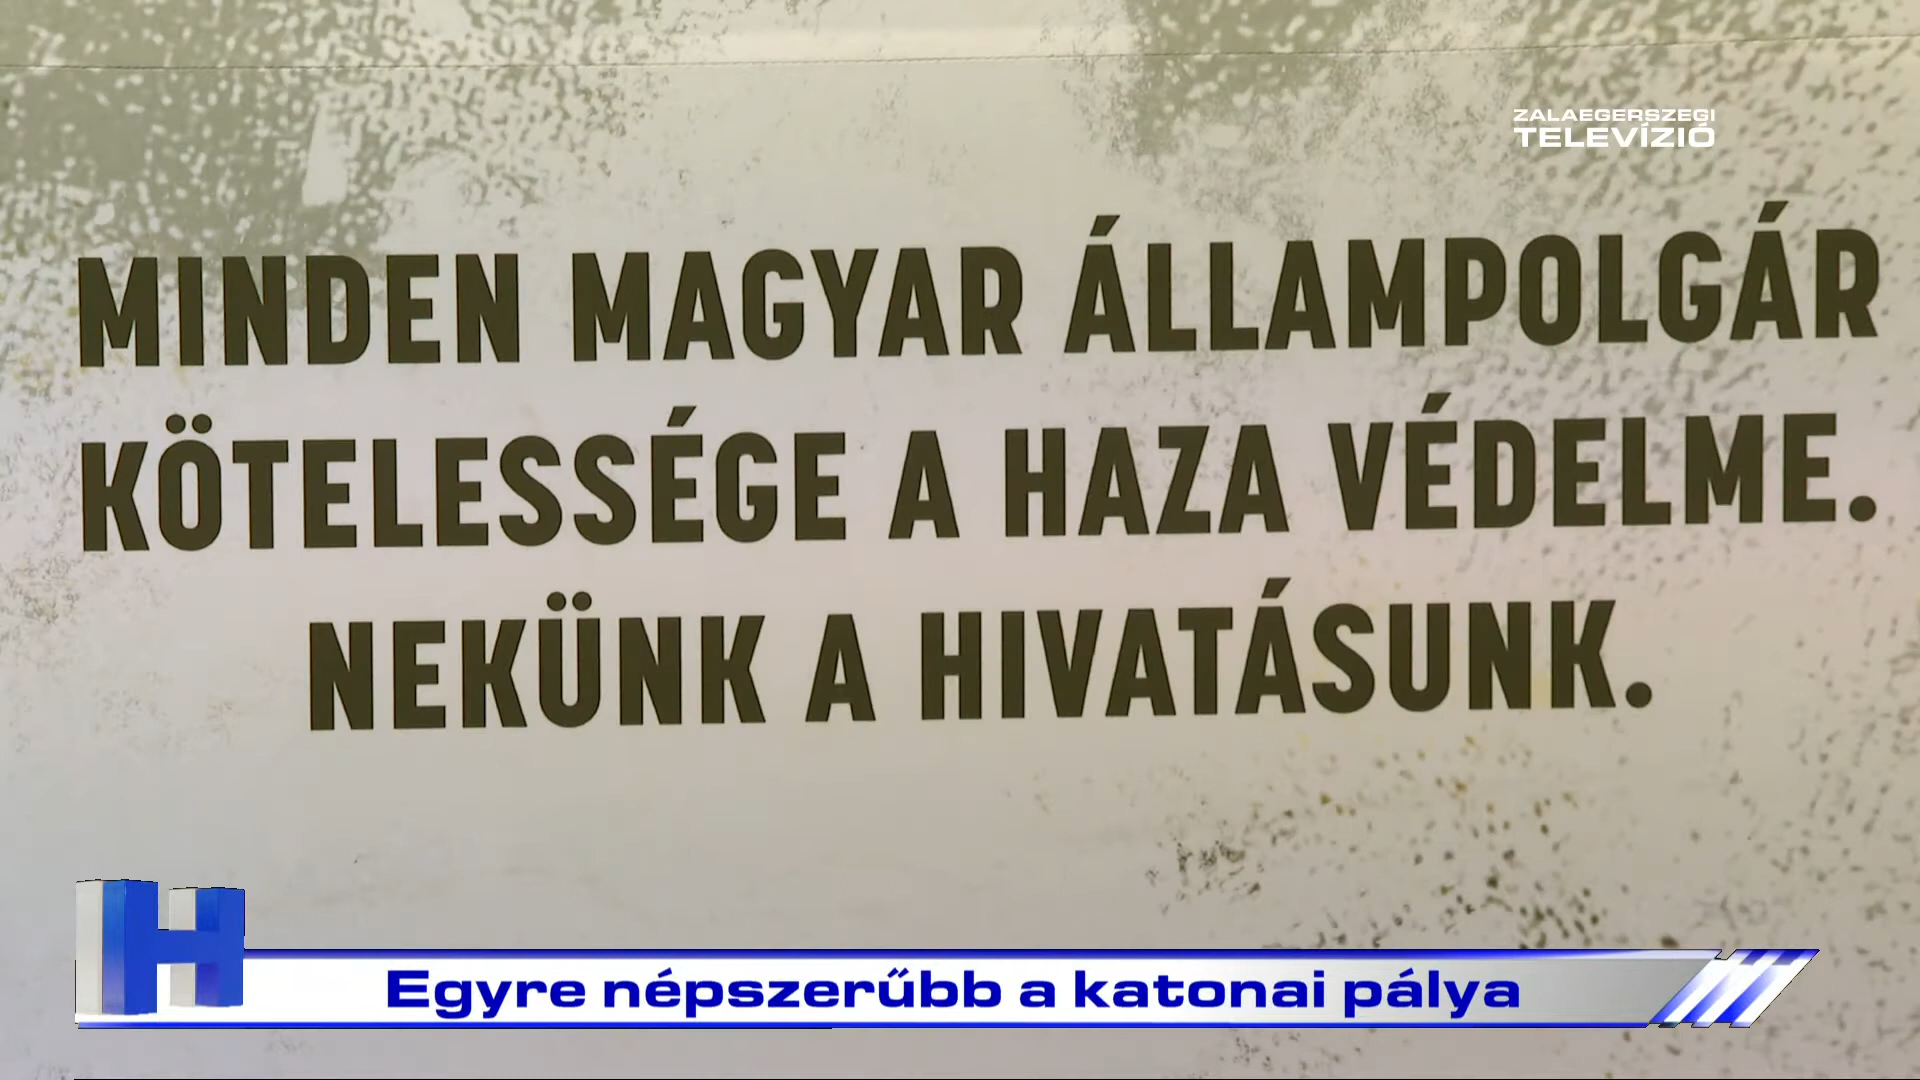 ZALAEGERSZEGI
TELEVÍZIÓ
MINDEN MAGYAR ÁLLAMPOLGÁR
KÖTELESSÉGE A HAZA VÉDELME.
NEKÜNK A HIVATÁSUNK.
H
Egyre népszerűbb a katonai pálya